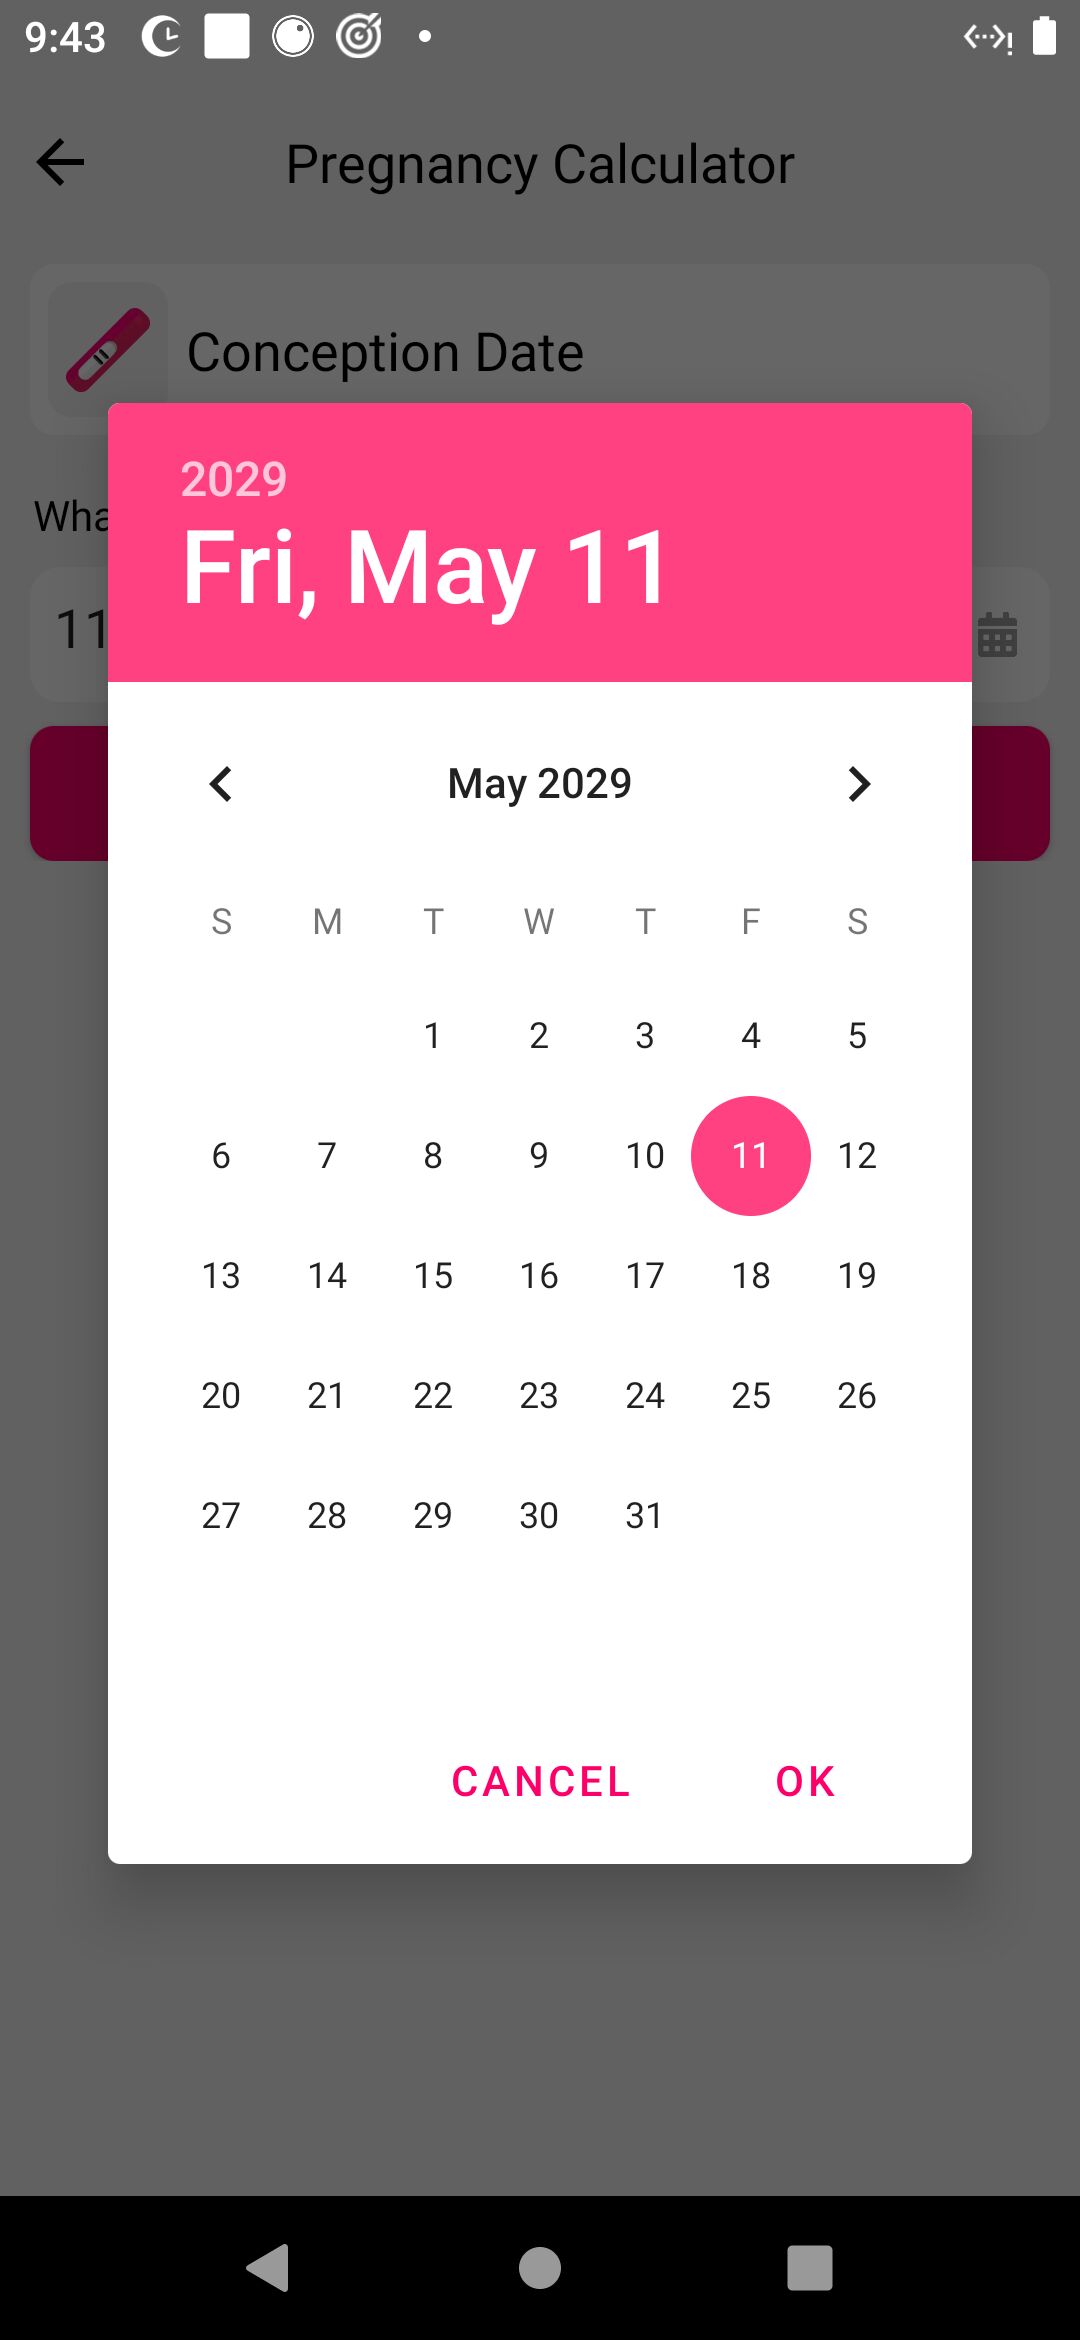 9:43
Pregnancy Calculator
Conception Date
2029
Fri, May 11
May 2029
S M T W T F S
1 2 3 4 5
6 7 8 9 10 11 12
13 14 15 16 17 18 19
20 21 22 23 24 25 26
27 28 29 30 31
CANCEL OK